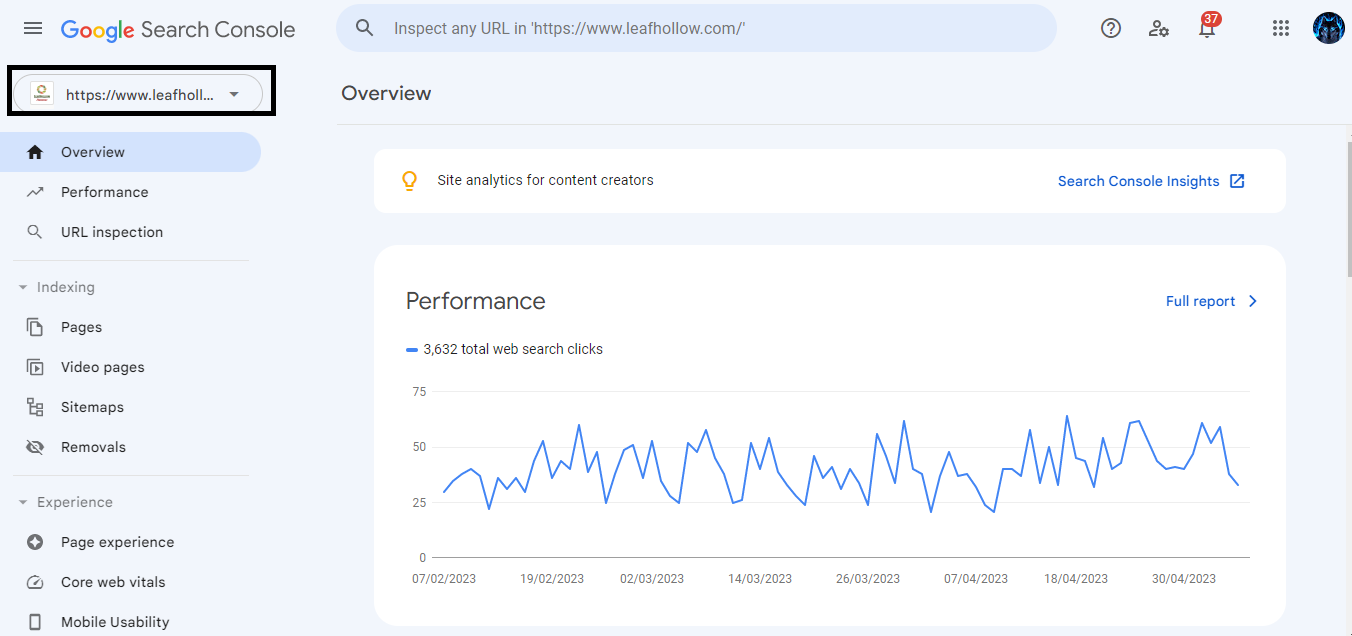 Google Search Console
Inspect any URL in 'https://www.leafhollow.com/'
37
https://www.leafholl...
Overview
Overview
Performance
URL inspection
Indexing
Pages
Video pages
Sitemaps
Removals
Experience
Page experience
Core web vitals
Mobile Usability
Site analytics for content creators
Search Console Insights
Performance
Full report
3,632 total web search clicks
75
50
25
0
07/02/2023 19/02/2023 02/03/2023 14/03/2023 26/03/2023 07/04/2023 18/04/2023 30/04/2023